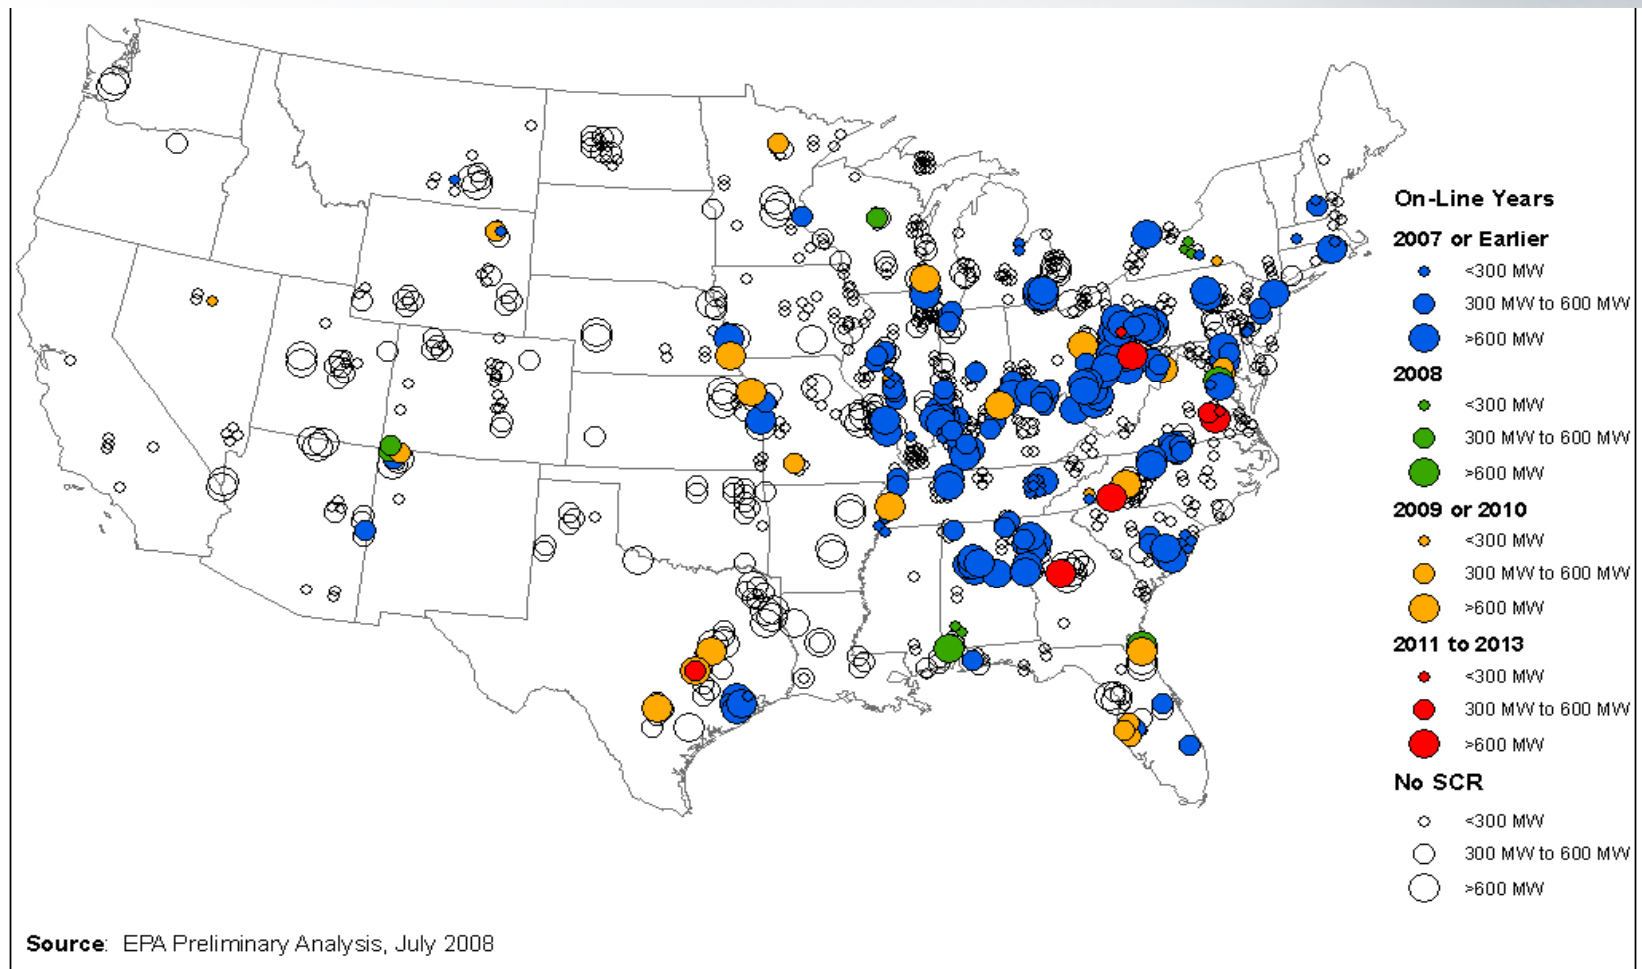 On-Line Years
2007 or Earlier
<300 MW
300 MW to 600 MW
>600 MW
2008
<300 MW
300 MW to 600 MW
>600 MW
2009 or 2010
<300 MW
300 MW to 600 MW
>600 MW
2011 to 2013
<300 MW
300 MW to 600 MW
>600 MW
No SCR
<300 MW
300 MW to 600 MW
>600 MW
Source: EPA Preliminary Analysis, July 2008